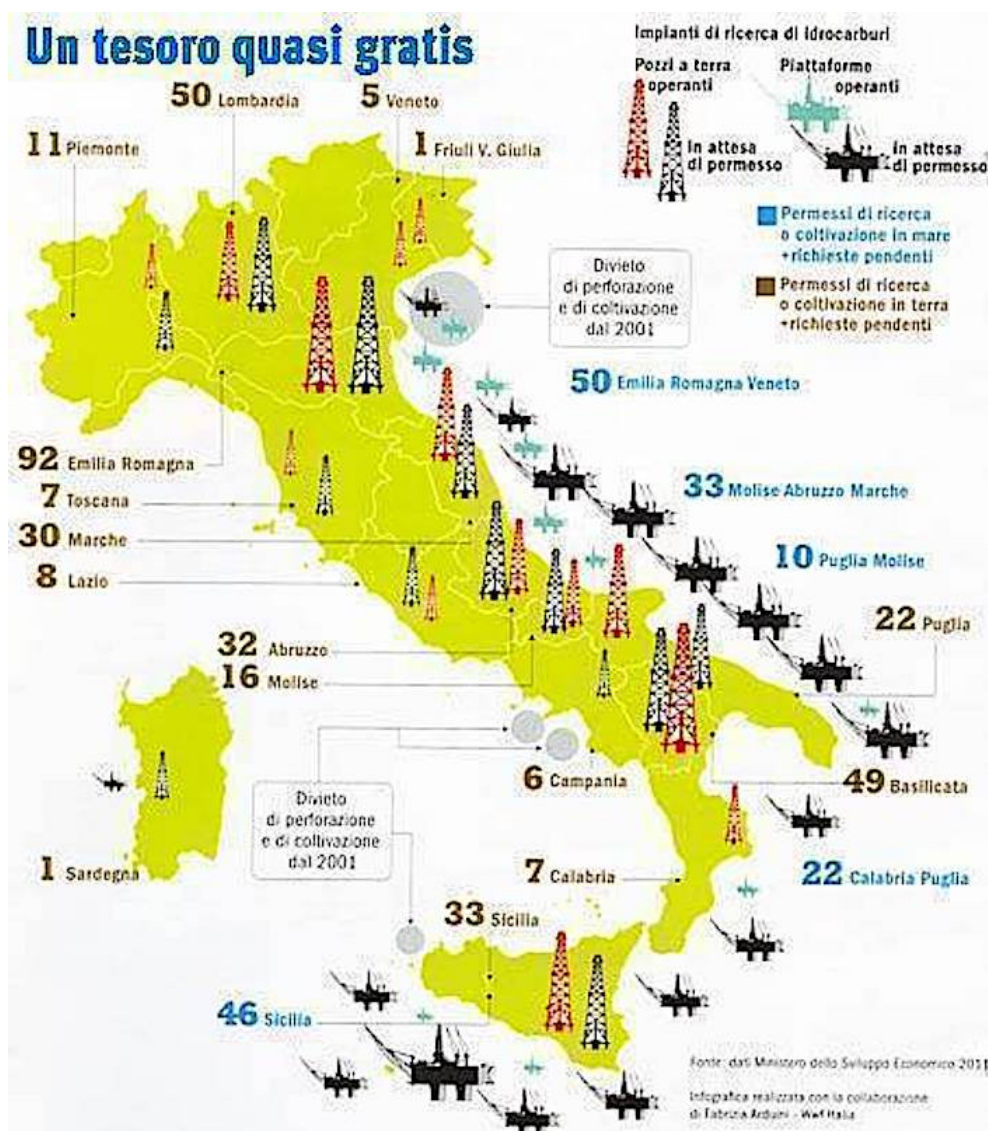 Un tesoro quasi gratis
Impianti di ricerca di idrocarburi
Pozzi a terra
operanti
Piattaforme
operanti
in attesa
di permesso
in attesa
di permesso
50 Lombardia
5 Veneto
11 Piemonte
1 Friuli V. Giulia
Permessi di ricerca
o coltivazione in mare
+richieste pendenti
Permessi di ricerca
o coltivazione in terra
+richieste pendenti
Divieto
di perforazione
e di coltivazione
dal 2001
50 Emilia Romagna Veneto
92 Emilia Romagna
7 Toscana
30 Marche
8 Lazio
33 Molise Abruzzo Marche
10 Puglia Molise
22 Puglia
32 Abruzzo
16 Molise
6 Campania
49 Basilicata
Divieto
di perforazione
e di coltivazione
dal 2001
1 Sardegna
7 Calabria
22 Calabria Puglia
33 Sicilia
46 Sicilia
Fonte: dati Ministero dello Sviluppo Economico 2011
Infografica realizzata con la collaborazione
di Fabrizia Arduini - Wwf Italia